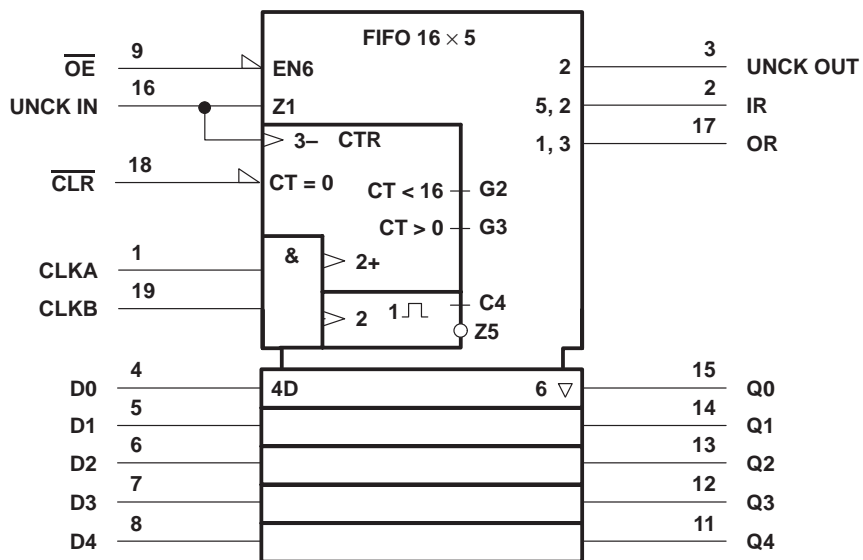 FIFO 16 × 5
OE 9 EN6 2 3 UNCK OUT
UNCK IN 16 Z1 5, 2 2 IR
3– CTR 1, 3 17 OR
CLR 18 CT = 0 CT < 16 G2
CT > 0 G3
CLKA 1 & 2+
CLKB 19 2 1 C4
Z5
D0 4 4D 6 ▽ 15 Q0
D1 5 14 Q1
D2 6 13 Q2
D3 7 12 Q3
D4 8 11 Q4